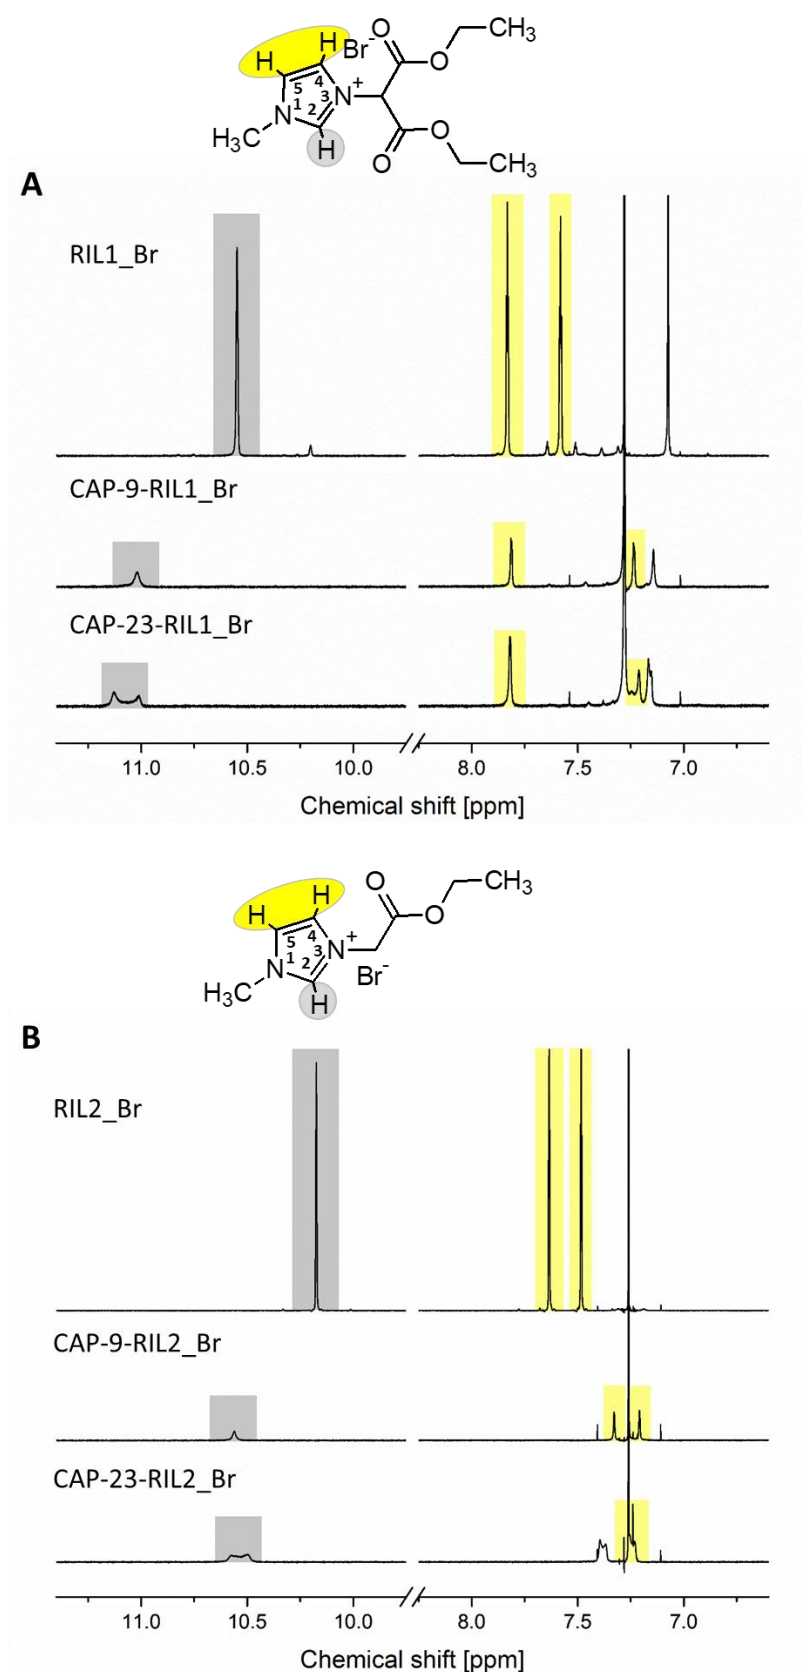 H H Br⁻ O O CH₃
5 4 + O
N 1 2 3 N
H₃C H O O CH₃
A
RIL1_Br
CAP-9-RIL1_Br
CAP-23-RIL1_Br
11.0 10.5 10.0 8.0 7.5 7.0
Chemical shift [ppm]
H H O CH₃
5 4 + O
N 1 2 3 N
H₃C H Br⁻
B
RIL2_Br
CAP-9-RIL2_Br
CAP-23-RIL2_Br
11.0 10.5 10.0 8.0 7.5 7.0
Chemical shift [ppm]